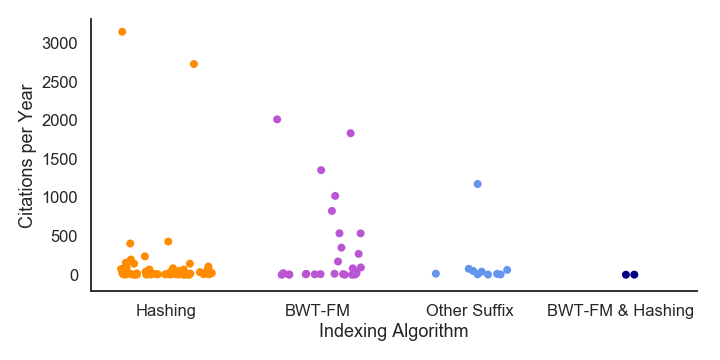 Citations per Year
3000
2500
2000
1500
1000
500
0
Hashing
BWT-FM
Other Suffix
BWT-FM & Hashing
Indexing Algorithm